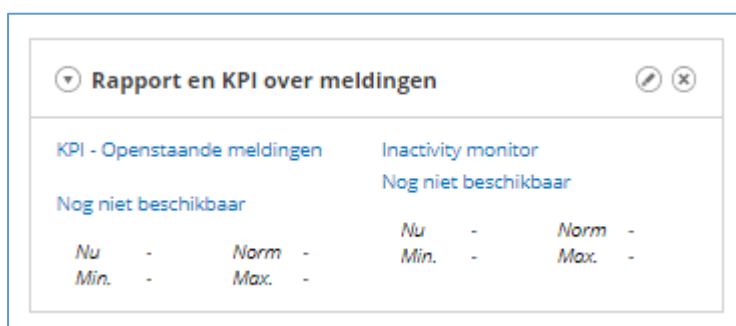 Rapport en KPI over meldingen
KPI - Openstaande meldingen
Nog niet beschikbaar
Nu - Norm -
Min. - Max. -
Inactivity monitor
Nog niet beschikbaar
Nu - Norm -
Min. - Max. -